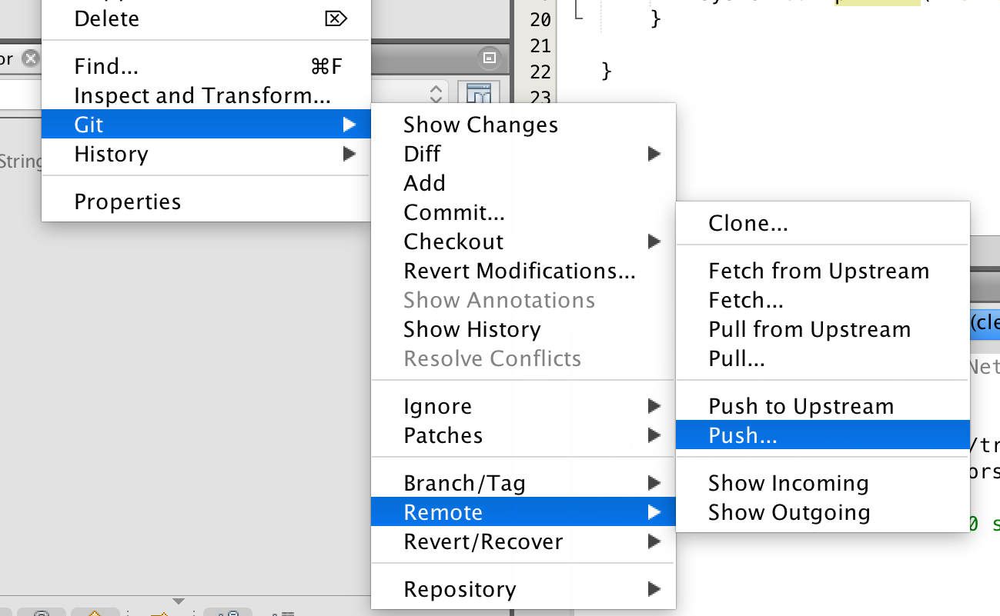 Delete
Find... ⌘F
Inspect and Transform...
Git
History
Properties
Show Changes
Diff
Add
Commit...
Checkout
Revert Modifications...
Show Annotations
Show History
Resolve Conflicts
Ignore
Patches
Branch/Tag
Remote
Revert/Recover
Repository
Clone...
Fetch from Upstream
Fetch...
Pull from Upstream
Pull...
Push to Upstream
Push...
Show Incoming
Show Outgoing
or
String
20 }
21
22 }
23
(cle
Net
/tr
ors
0 s